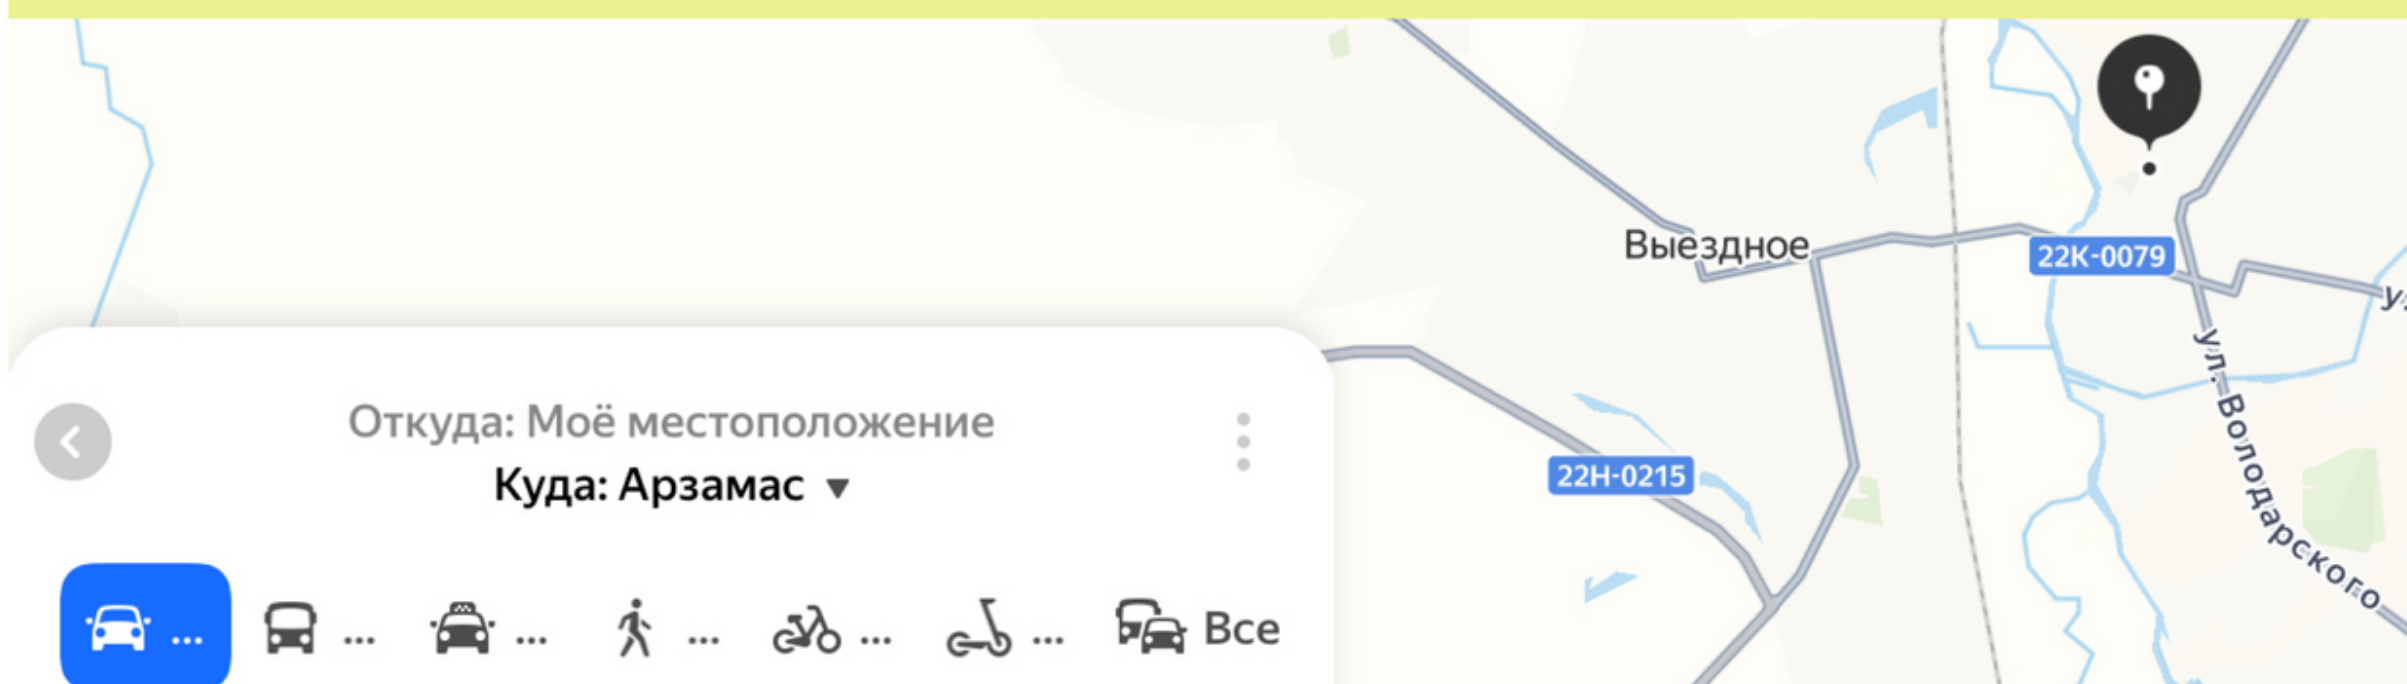 Выездное
22К-0079
ул. Володарского
22Н-0215
Откуда: Моё местоположение
Куда: Арзамас
...
...
...
...
...
...
Все